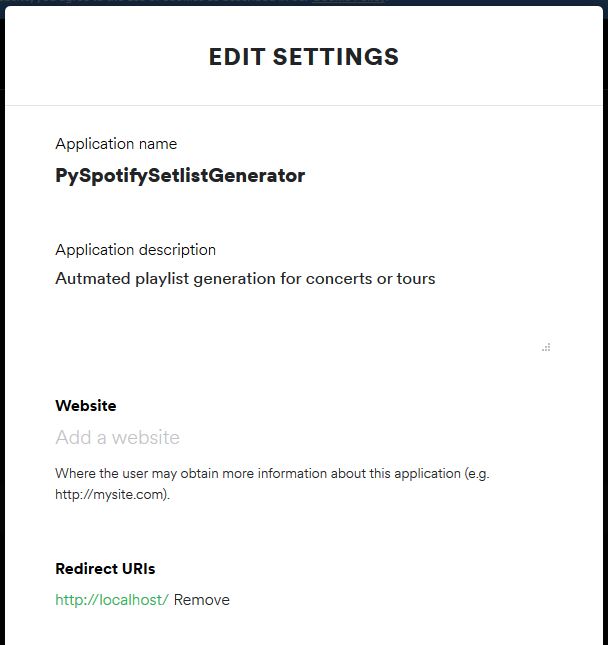 EDIT SETTINGS
Application name
PySpotifySetlistGenerator
Application description
Autmated playlist generation for concerts or tours
Website
Add a website
Where the user may obtain more information about this application (e.g.
http://mysite.com).
Redirect URIs
http://localhost/ Remove